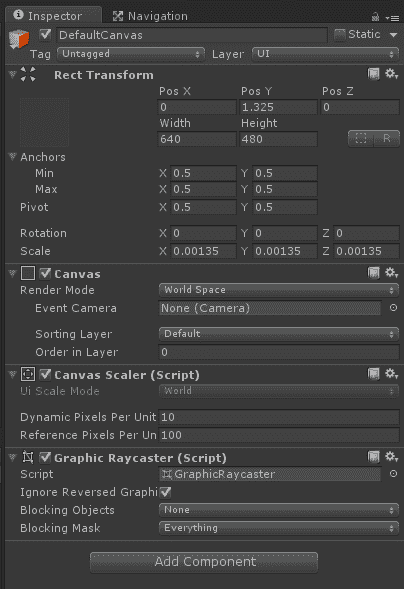 Inspector Navigation
DefaultCanvas Static
Tag Untagged Layer UI
Rect Transform
Pos X Pos Y Pos Z
0 1.325 0
Width Height
640 480
R
Anchors
Min X 0.5 Y 0.5
Max X 0.5 Y 0.5
Pivot X 0.5 Y 0.5
Rotation X 0 Y 0 Z 0
Scale X 0.00135 Y 0.00135 Z 0.00135
Canvas
Render Mode World Space
Event Camera None (Camera)
Sorting Layer Default
Order in Layer 0
Canvas Scaler (Script)
Ui Scale Mode World
Dynamic Pixels Per Unit 10
Reference Pixels Per Un 100
Graphic Raycaster (Script)
Script GraphicRaycaster
Ignore Reversed Graphi
Blocking Objects None
Blocking Mask Everything
Add Component